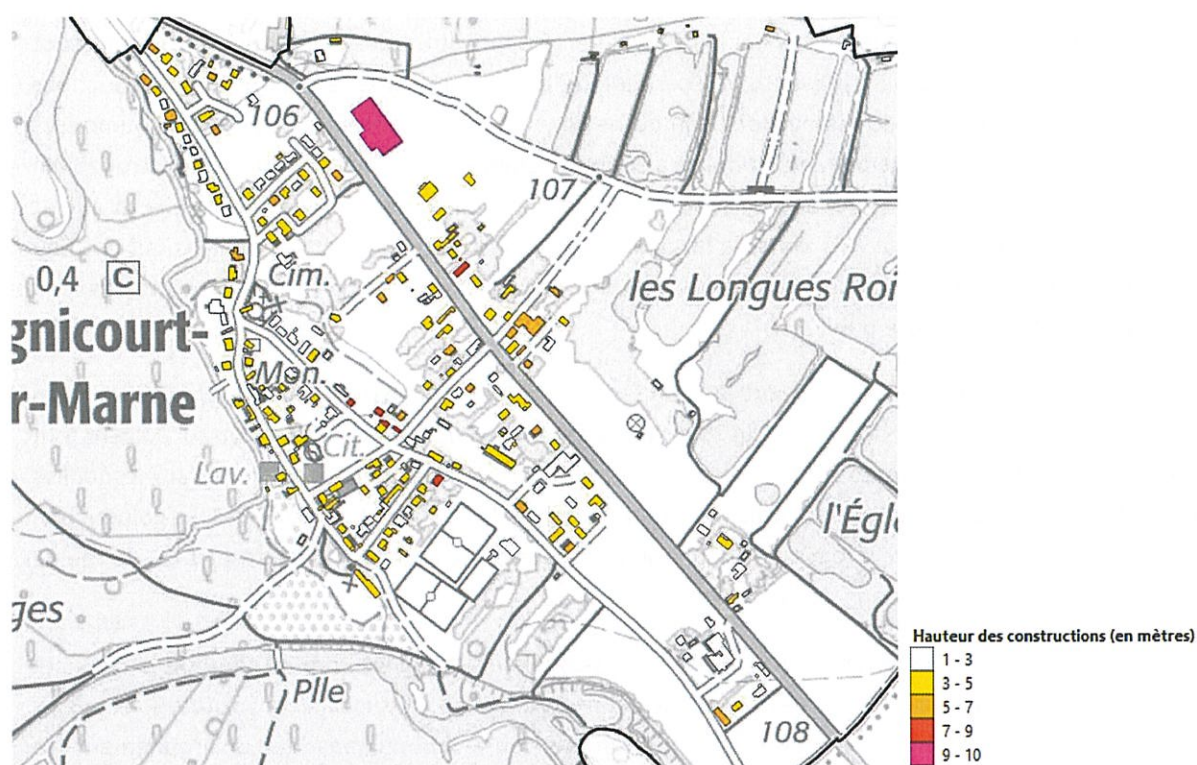 106
107
0,4 C
Cim.
les Longues Roi
gnicourt-
r-Marne
Mon.
Cit.
Lav.
l'Égl
ges
Plle
108
Hauteur des constructions (en mètres)
1 - 3
3 - 5
5 - 7
7 - 9
9 - 10